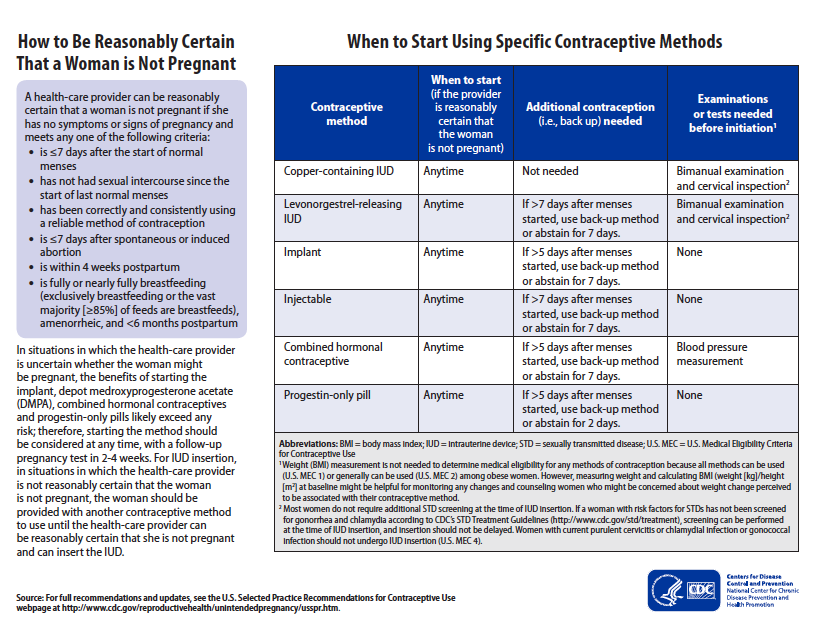 How to Be Reasonably Certain
That a Woman is Not Pregnant
A health-care provider can be reasonably
certain that a woman is not pregnant if she
has no symptoms or signs of pregnancy and
meets any one of the following criteria:
• is ≤7 days after the start of normal
menses
• has not had sexual intercourse since the
start of last normal menses
• has been correctly and consistently using
a reliable method of contraception
• is ≤7 days after spontaneous or induced
abortion
• is within 4 weeks postpartum
• is fully or nearly fully breastfeeding
(exclusively breastfeeding or the vast
majority [≥85%] of feeds are breastfeeds),
amenorrheic, and <6 months postpartum
In situations in which the health-care provider
is uncertain whether the woman might
be pregnant, the benefits of starting the
implant, depot medroxyprogesterone acetate
(DMPA), combined hormonal contraceptives
and progestin-only pills likely exceed any
risk; therefore, starting the method should
be considered at any time, with a follow-up
pregnancy test in 2-4 weeks. For IUD insertion,
in situations in which the health-care provider
is not reasonably certain that the woman
is not pregnant, the woman should be
provided with another contraceptive method
to use until the health-care provider can
be reasonably certain that she is not pregnant
and can insert the IUD.
When to Start Using Specific Contraceptive Methods
Contraceptive
method
When to start
(if the provider
is reasonably
certain that
the woman
is not pregnant)
Additional contraception
(i.e., back up) needed
Examinations
or tests needed
before initiation¹
Copper-containing IUD
Anytime
Not needed
Bimanual examination
and cervical inspection²
Levonorgestrel-releasing
IUD
Anytime
If >7 days after menses
started, use back-up method
or abstain for 7 days.
Bimanual examination
and cervical inspection²
Implant
Anytime
If >5 days after menses
started, use back-up method
or abstain for 7 days.
None
Injectable
Anytime
If >7 days after menses
started, use back-up method
or abstain for 7 days.
None
Combined hormonal
contraceptive
Anytime
If >5 days after menses
started, use back-up method
or abstain for 7 days.
Blood pressure
measurement
Progestin-only pill
Anytime
If >5 days after menses
started, use back-up method
or abstain for 2 days.
None
Abbreviations: BMI = body mass index; IUD = intrauterine device; STD = sexually transmitted disease; U.S. MEC = U.S. Medical Eligibility Criteria
for Contraceptive Use
¹ Weight (BMI) measurement is not needed to determine medical eligibility for any methods of contraception because all methods can be used
(U.S. MEC 1) or generally can be used (U.S. MEC 2) among obese women. However, measuring weight and calculating BMI (weight [kg]/height
[m²] at baseline might be helpful for monitoring any changes and counseling women who might be concerned about weight change perceived
to be associated with their contraceptive method.
² Most women do not require additional STD screening at the time of IUD insertion. If a woman with risk factors for STDs has not been screened
for gonorrhea and chlamydia according to CDC's STD Treatment Guidelines (http://www.cdc.gov/std/treatment), screening can be performed
at the time of IUD insertion, and insertion should not be delayed. Women with current purulent cervicitis or chlamydial infection or gonococcal
infection should not undergo IUD insertion (U.S. MEC 4).
Source: For full recommendations and updates, see the U.S. Selected Practice Recommendations for Contraceptive Use
webpage at http://www.cdc.gov/reproductivehealth/unintendedpregnancy/usspr.htm.
CDC
Centers for Disease
Control and Prevention
National Center for Chronic
Disease Prevention and
Health Promotion